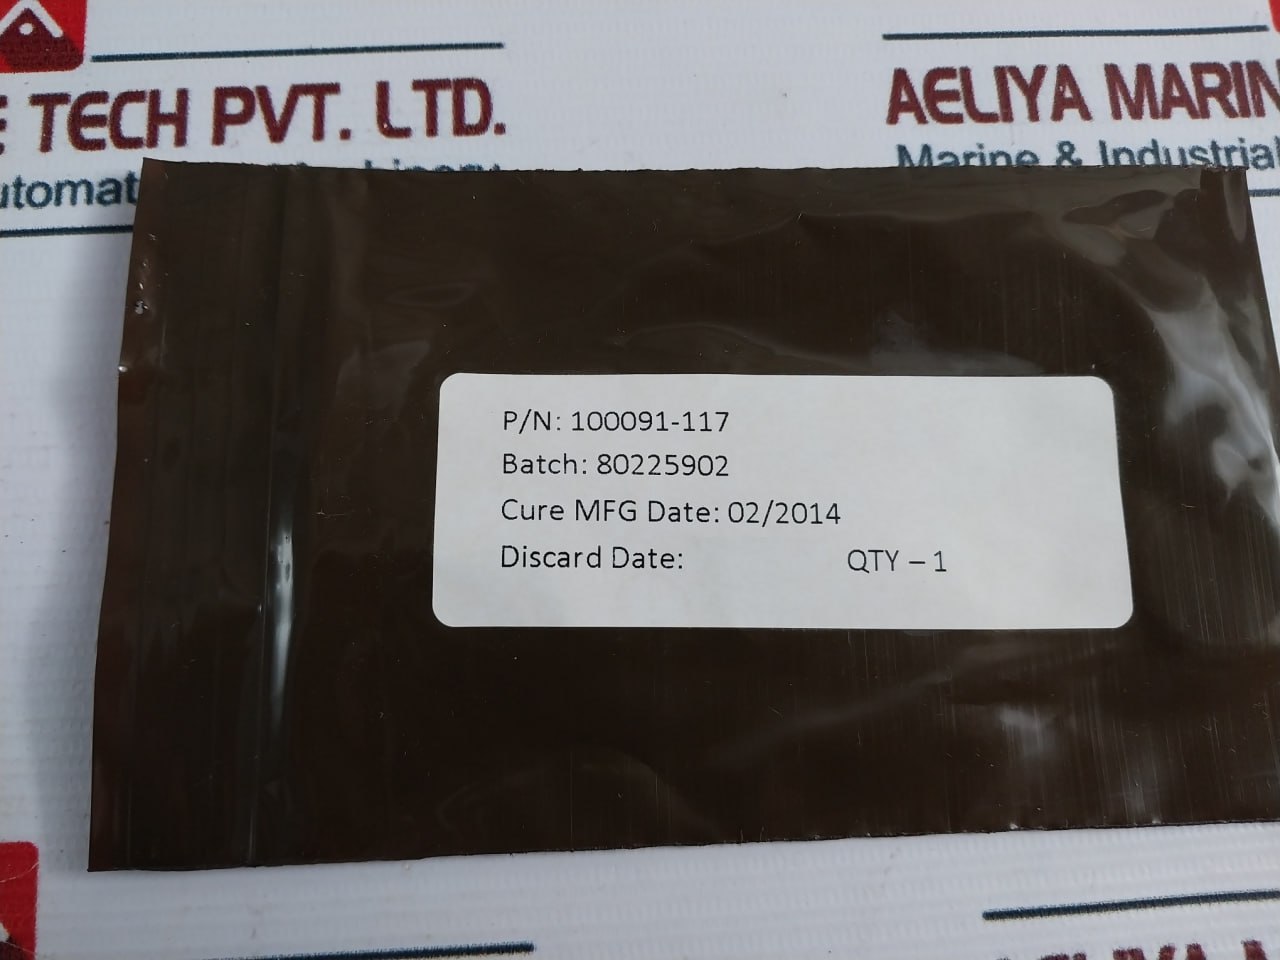 E TECH PVT. LTD.
AELIYA MARIN
Marine & Industrial
P/N: 100091-117
Batch: 80225902
Cure MFG Date: 02/2014
Discard Date: QTY – 1